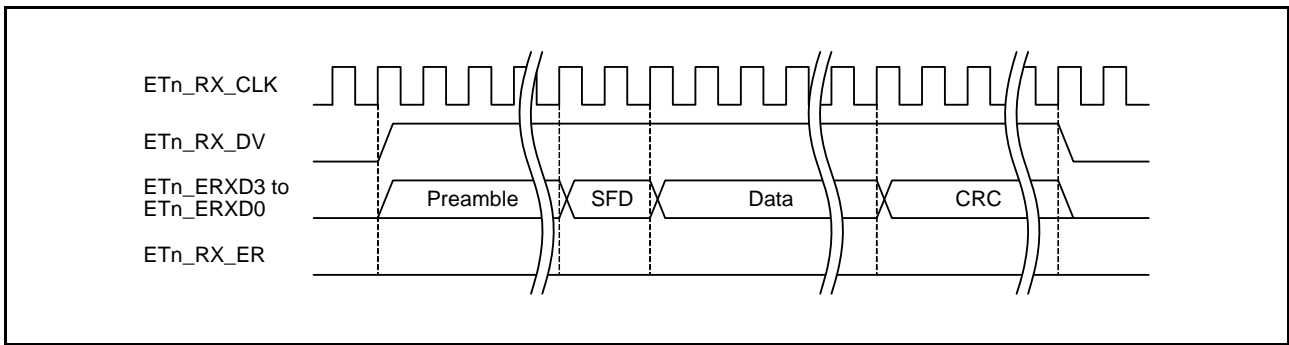 ETn_RX_CLK
ETn_RX_DV
ETn_ERXD3 to
ETn_ERXD0
Preamble
SFD
Data
CRC
ETn_RX_ER